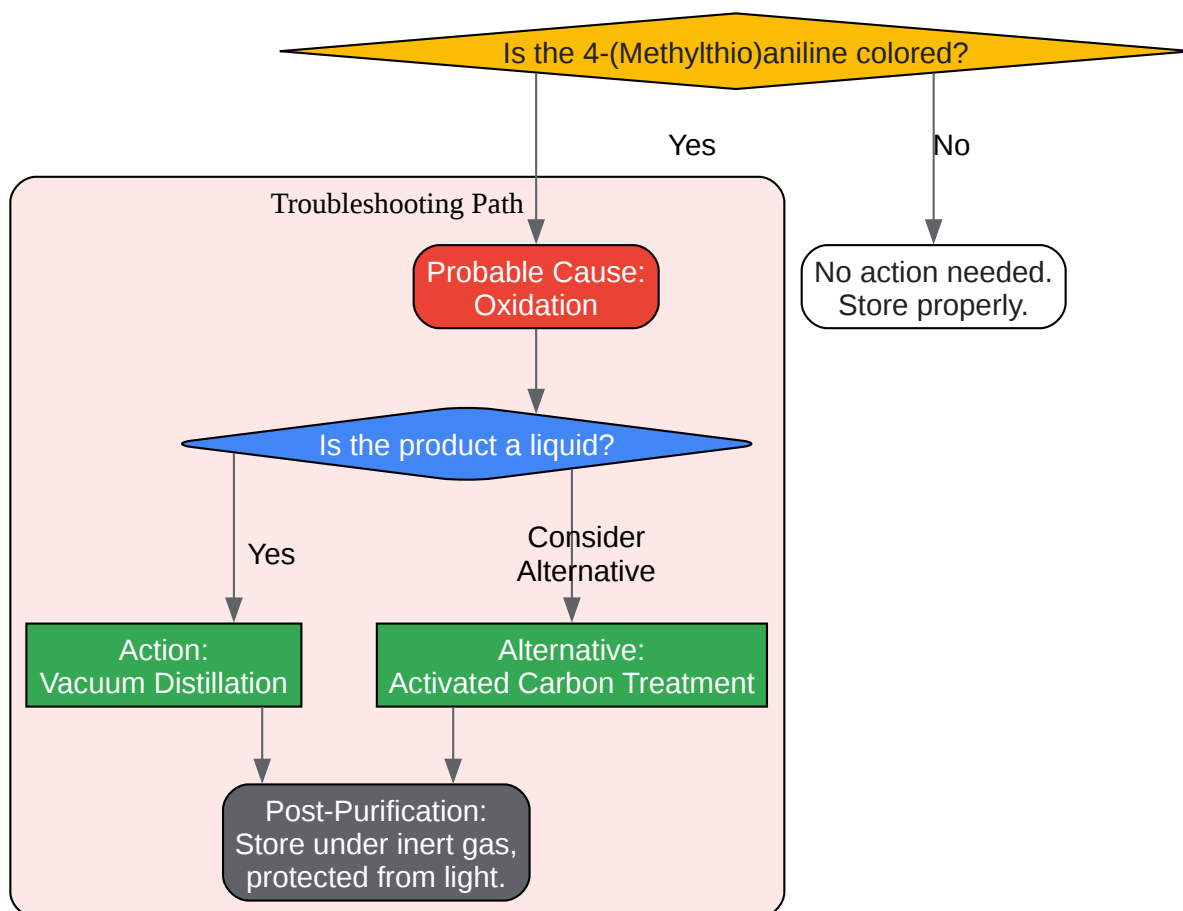 Is the 4-(Methylthio)aniline colored?
Yes
No
Troubleshooting Path
Probable Cause:
Oxidation
No action needed.
Store properly.
Is the product a liquid?
Yes
Consider
Alternative
Action:
Vacuum Distillation
Alternative:
Activated Carbon Treatment
Post-Purification:
Store under inert gas,
protected from light.